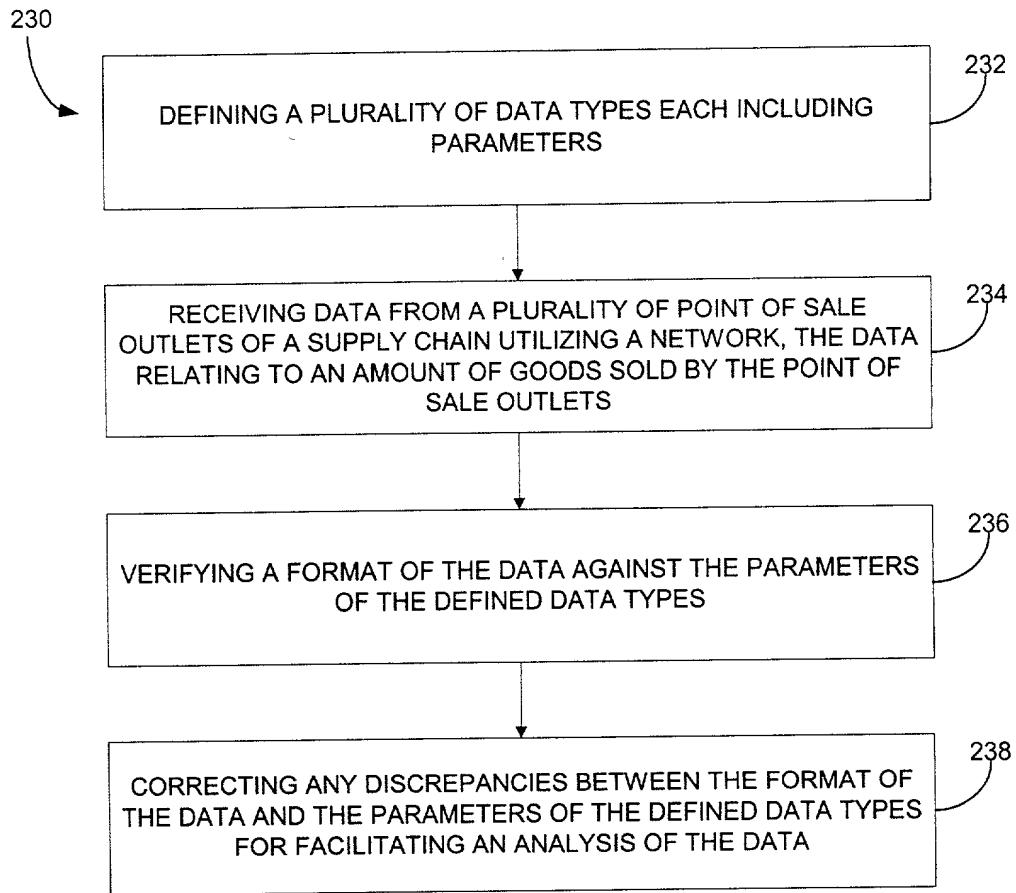 230
232
DEFINING A PLURALITY OF DATA TYPES EACH INCLUDING
PARAMETERS
234
RECEIVING DATA FROM A PLURALITY OF POINT OF SALE
OUTLETS OF A SUPPLY CHAIN UTILIZING A NETWORK, THE DATA
RELATING TO AN AMOUNT OF GOODS SOLD BY THE POINT OF
SALE OUTLETS
236
VERIFYING A FORMAT OF THE DATA AGAINST THE PARAMETERS
OF THE DEFINED DATA TYPES
238
CORRECTING ANY DISCREPANCIES BETWEEN THE FORMAT OF
THE DATA AND THE PARAMETERS OF THE DEFINED DATA TYPES
FOR FACILITATING AN ANALYSIS OF THE DATA